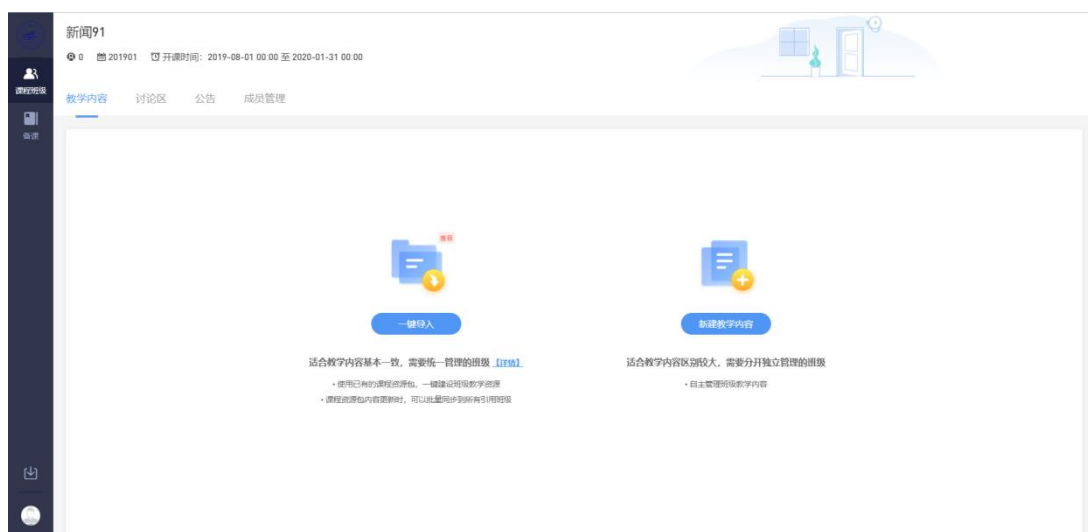 新闻91
0 201901 开课时间：2019-08-01 00:00 至 2020-01-31 00:00
课程班级
教学内容 讨论区 公告 成员管理
备课
推荐
一键导入 新建教学内容
适合教学内容基本一致，需要统一管理的班级【详情】 适合教学内容区别较大，需要分开独立管理的班级
• 使用已有的课程资源包，一键建设班级教学资源 • 自主管理班级教学内容
• 课程资源包内容更新时，可以批量同步到所有引用班级